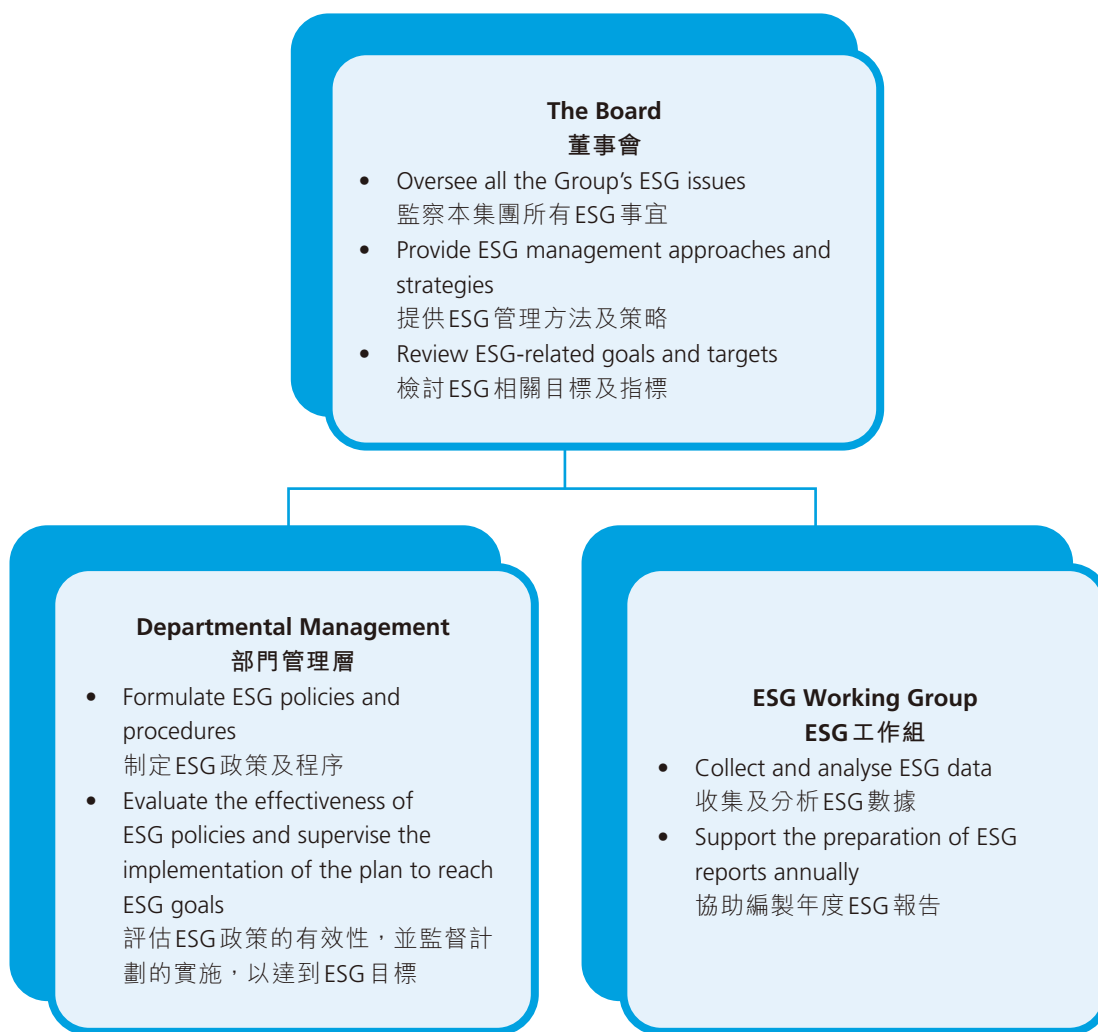 The Board
董事會
• Oversee all the Group’s ESG issues
監察本集團所有ESG事宜
• Provide ESG management approaches and
strategies
提供ESG管理方法及策略
• Review ESG-related goals and targets
檢討ESG相關目標及指標
Departmental Management
部門管理層
• Formulate ESG policies and
procedures
制定ESG政策及程序
• Evaluate the effectiveness of
ESG policies and supervise the
implementation of the plan to reach
ESG goals
評估ESG政策的有效性，並監督計
劃的實施，以達到ESG目標
ESG Working Group
ESG工作組
• Collect and analyse ESG data
收集及分析ESG數據
• Support the preparation of ESG
reports annually
協助編製年度ESG報告